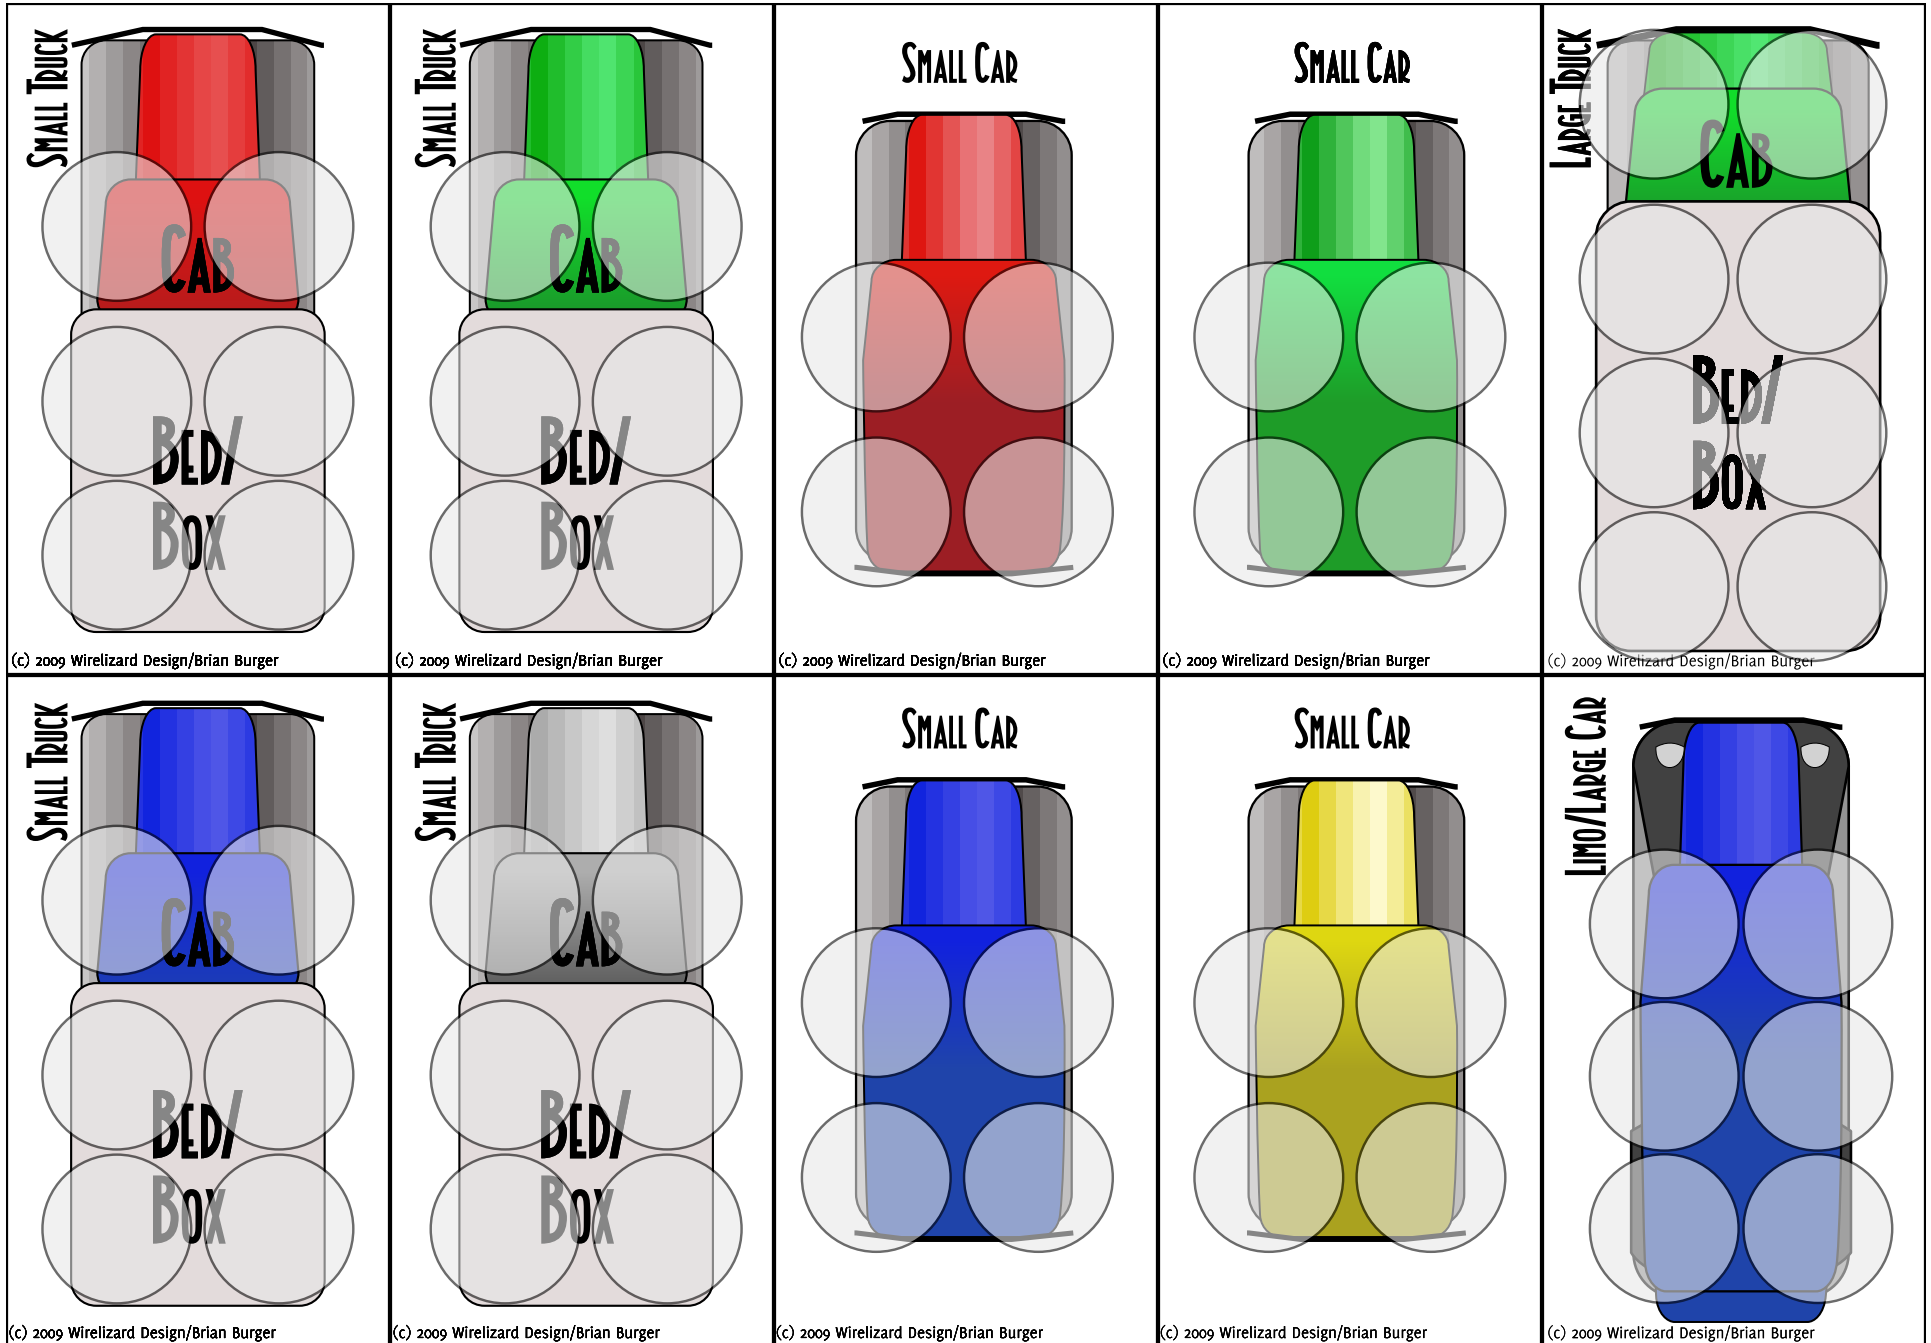 Small Truck
Cab
Bed/
Box
(c) 2009 Wirelizard Design/Brian Burger
Small Truck
Cab
Bed/
Box
(c) 2009 Wirelizard Design/Brian Burger
Small Car
(c) 2009 Wirelizard Design/Brian Burger
Small Car
(c) 2009 Wirelizard Design/Brian Burger
Large Truck
Cab
Bed/
Box
(c) 2009 Wirelizard Design/Brian Burger
Small Truck
Cab
Bed/
Box
(c) 2009 Wirelizard Design/Brian Burger
Small Truck
Cab
Bed/
Box
(c) 2009 Wirelizard Design/Brian Burger
Small Car
(c) 2009 Wirelizard Design/Brian Burger
Small Car
(c) 2009 Wirelizard Design/Brian Burger
Limo/Large Car
(c) 2009 Wirelizard Design/Brian Burger